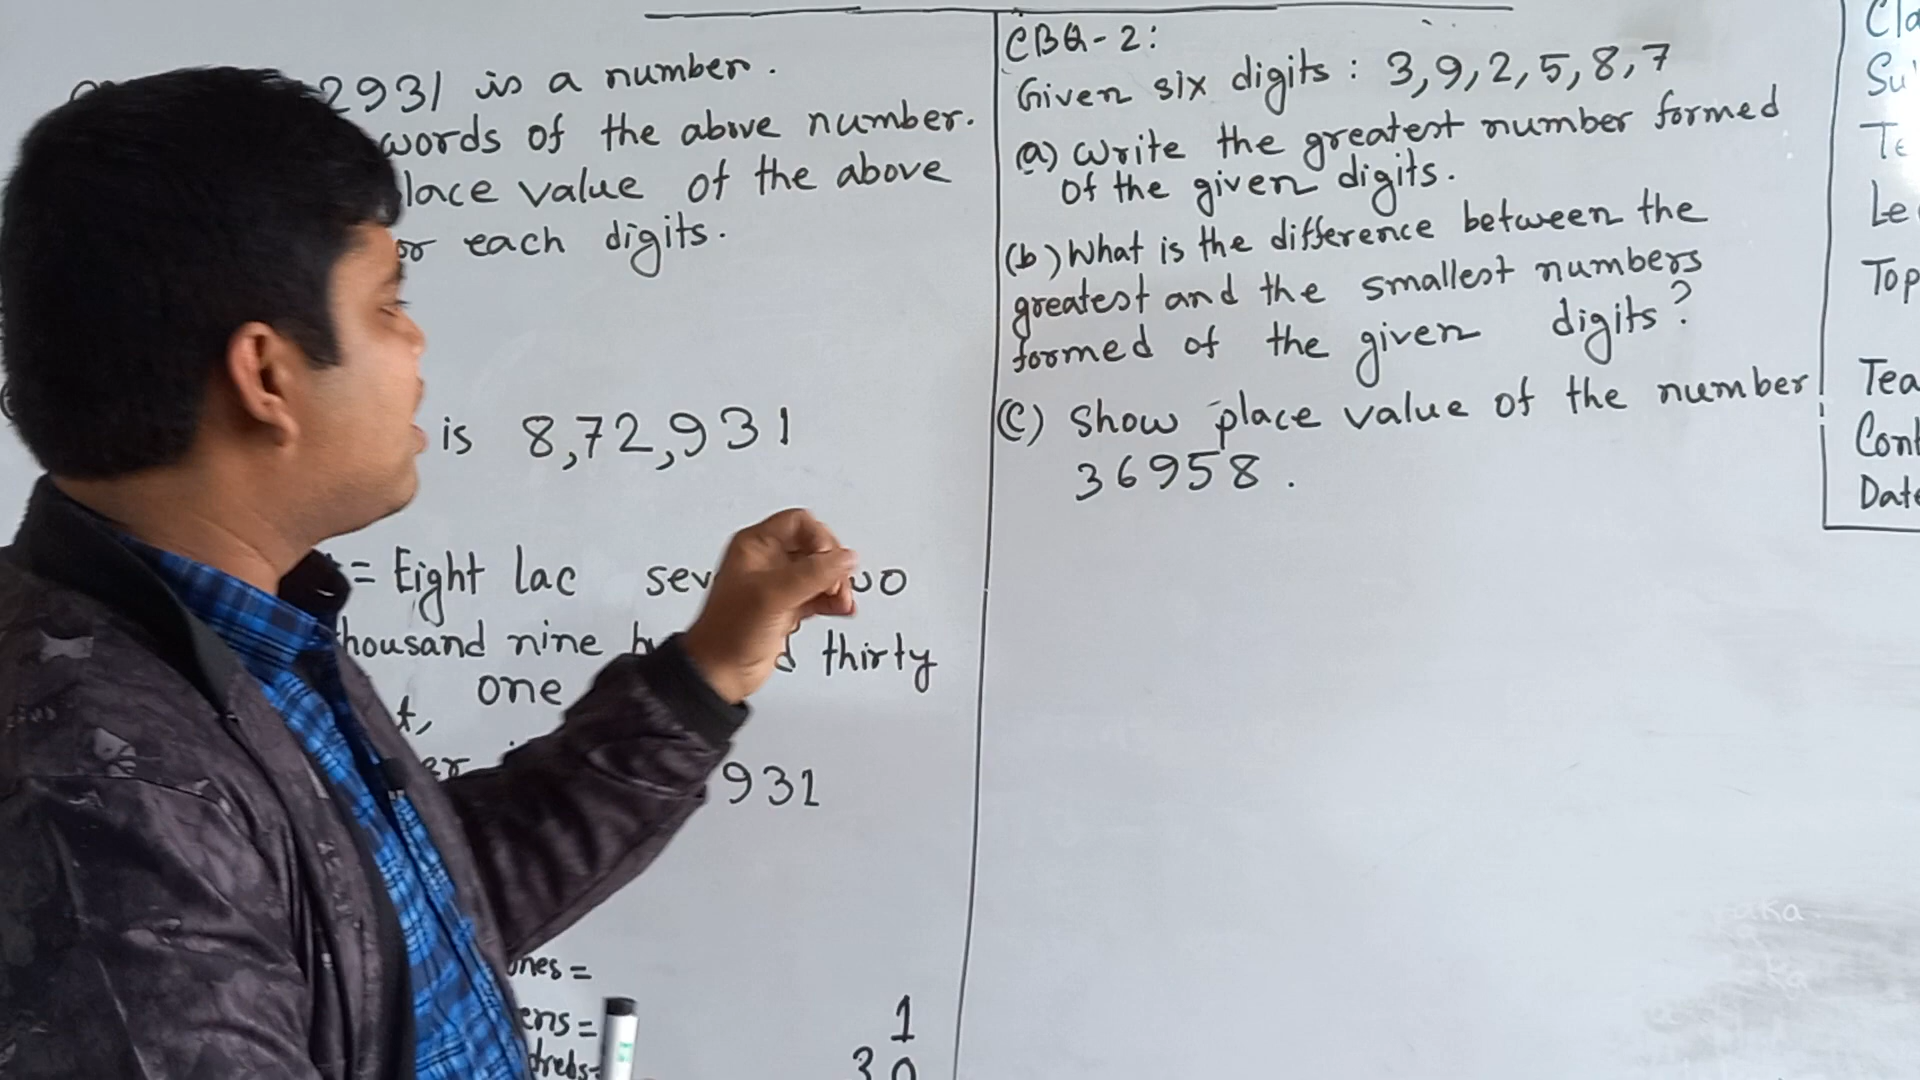 2931 is a number.
words of the above number.
lace value of the above
or each digits.
is 8,72,931
= Eight lac
housand nine thirty
one
t,
er
931
ones =
ens =
1
dreds=
30
CBQ-2:
Given six digits : 3,9,2,5,8,7
(a) Write the greatest number formed
of the given digits.
(b) What is the difference between the
greatest and the smallest numbers
formed of the given digits?
(C) Show place value of the number
36958.
Cla
Su
Te
Le
Top
Tea
Cont
Date